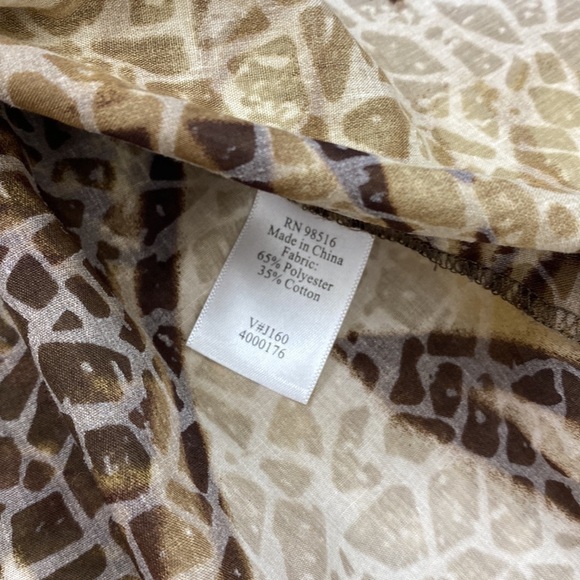 RN 98516
Made in China
Fabric:
65% Polyester
35% Cotton
V#J160
4000176